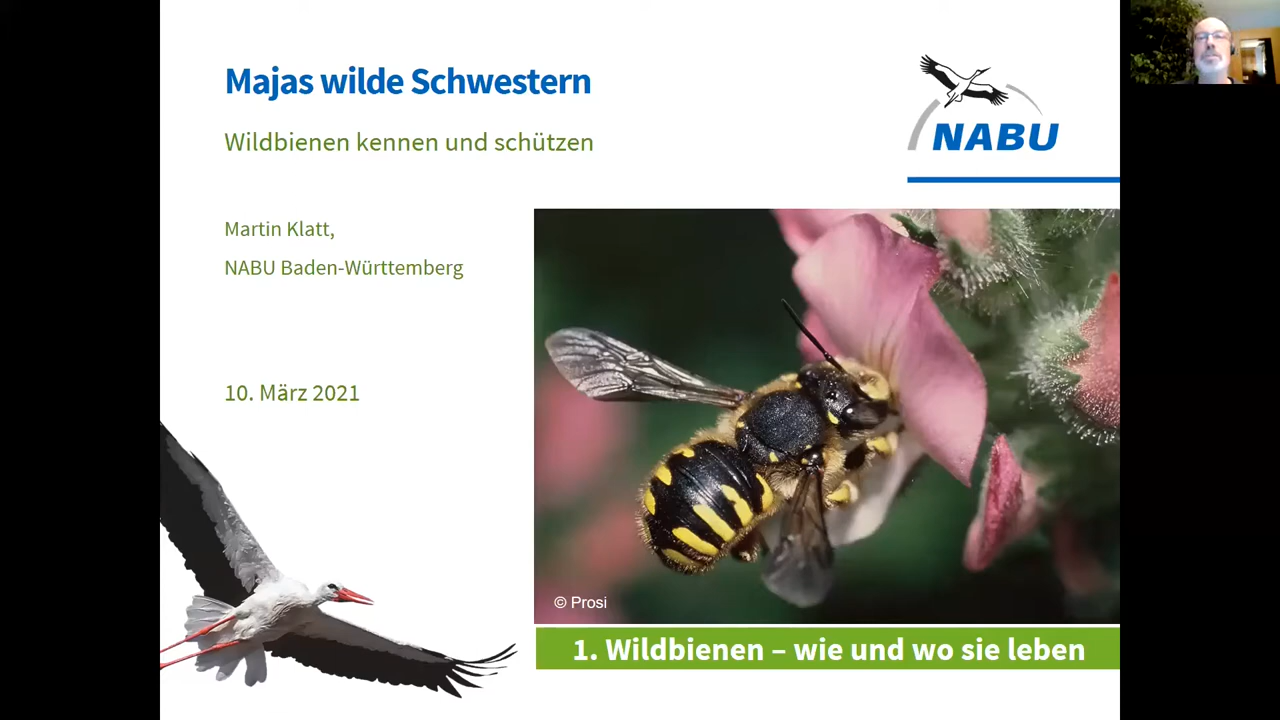 Majas wilde Schwestern
Wildbienen kennen und schützen
NABU
Martin Klatt,
NABU Baden-Württemberg
10. März 2021
© Prosi
1. Wildbienen – wie und wo sie leben